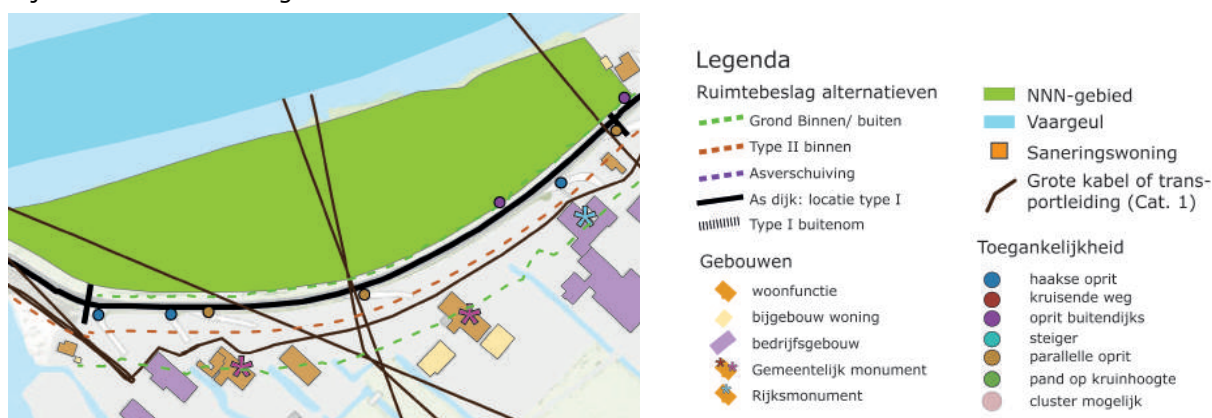 Legenda
Ruimtebeslag alternatieven
Grond Binnen/ buiten
Type II binnen
Asverschuiving
As dijk: locatie type I
Type I buitenom
Gebouwen
woonfunctie
bijgebouw woning
bedrijfsgebouw
Gemeentelijk monument
Rijksmonument
NNN-gebied
Vaargeul
Saneringswoning
Grote kabel of trans-
portleiding (Cat. 1)
Toegankelijkheid
haakse oprit
kruisende weg
oprit buitendijks
steiger
parallelle oprit
pand op kruinhoogte
cluster mogelijk